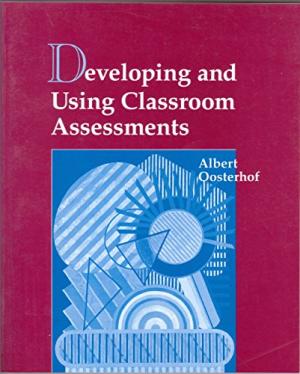 Developing and
Using Classroom
Assessments
Albert
Oosterhof